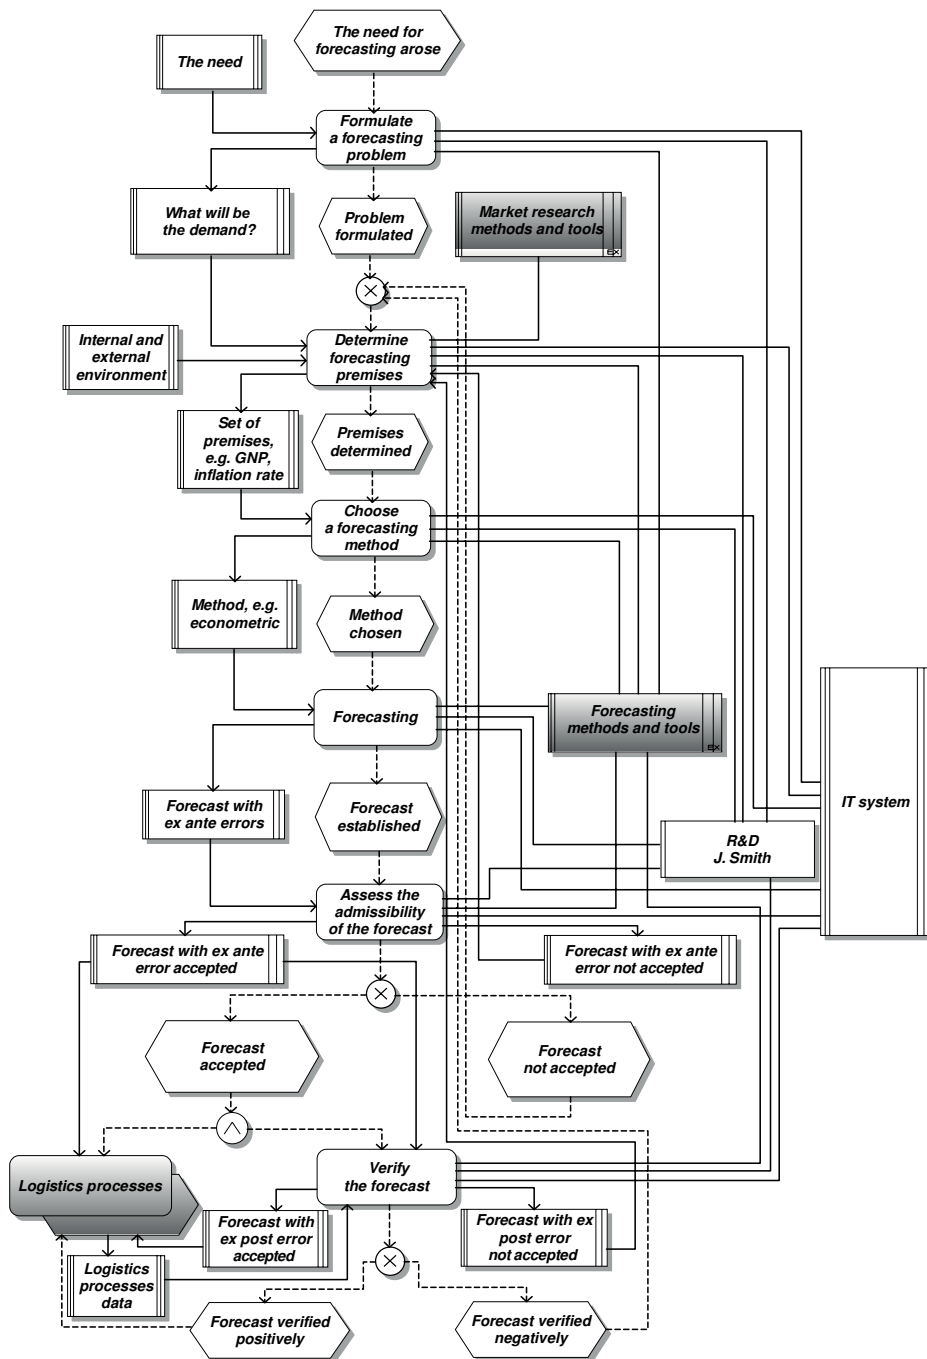 The need for
forecasting arose
The need
Formulate
a forecasting
problem
What will be
the demand?
Problem
formulated
Market research
methods and tools
EX
Internal and
external
environment
Determine
forecasting
premises
Set of
premises,
e.g. GNP,
inflation rate
Premises
determined
Choose
a forecasting
method
Method, e.g.
econometric
Method
chosen
Forecasting
Forecasting
methods and tools
EX
IT system
Forecast with
ex ante errors
Forecast
established
R&D
J. Smith
Assess the
admissibility
of the forecast
Forecast with ex ante
error accepted
Forecast with ex ante
error not accepted
Forecast
accepted
Forecast
not accepted
Logistics processes
Verify
the forecast
Forecast with
ex post error
accepted
Forecast with ex
post error
not accepted
Logistics
processes
data
Forecast verified
positively
Forecast verified
negatively